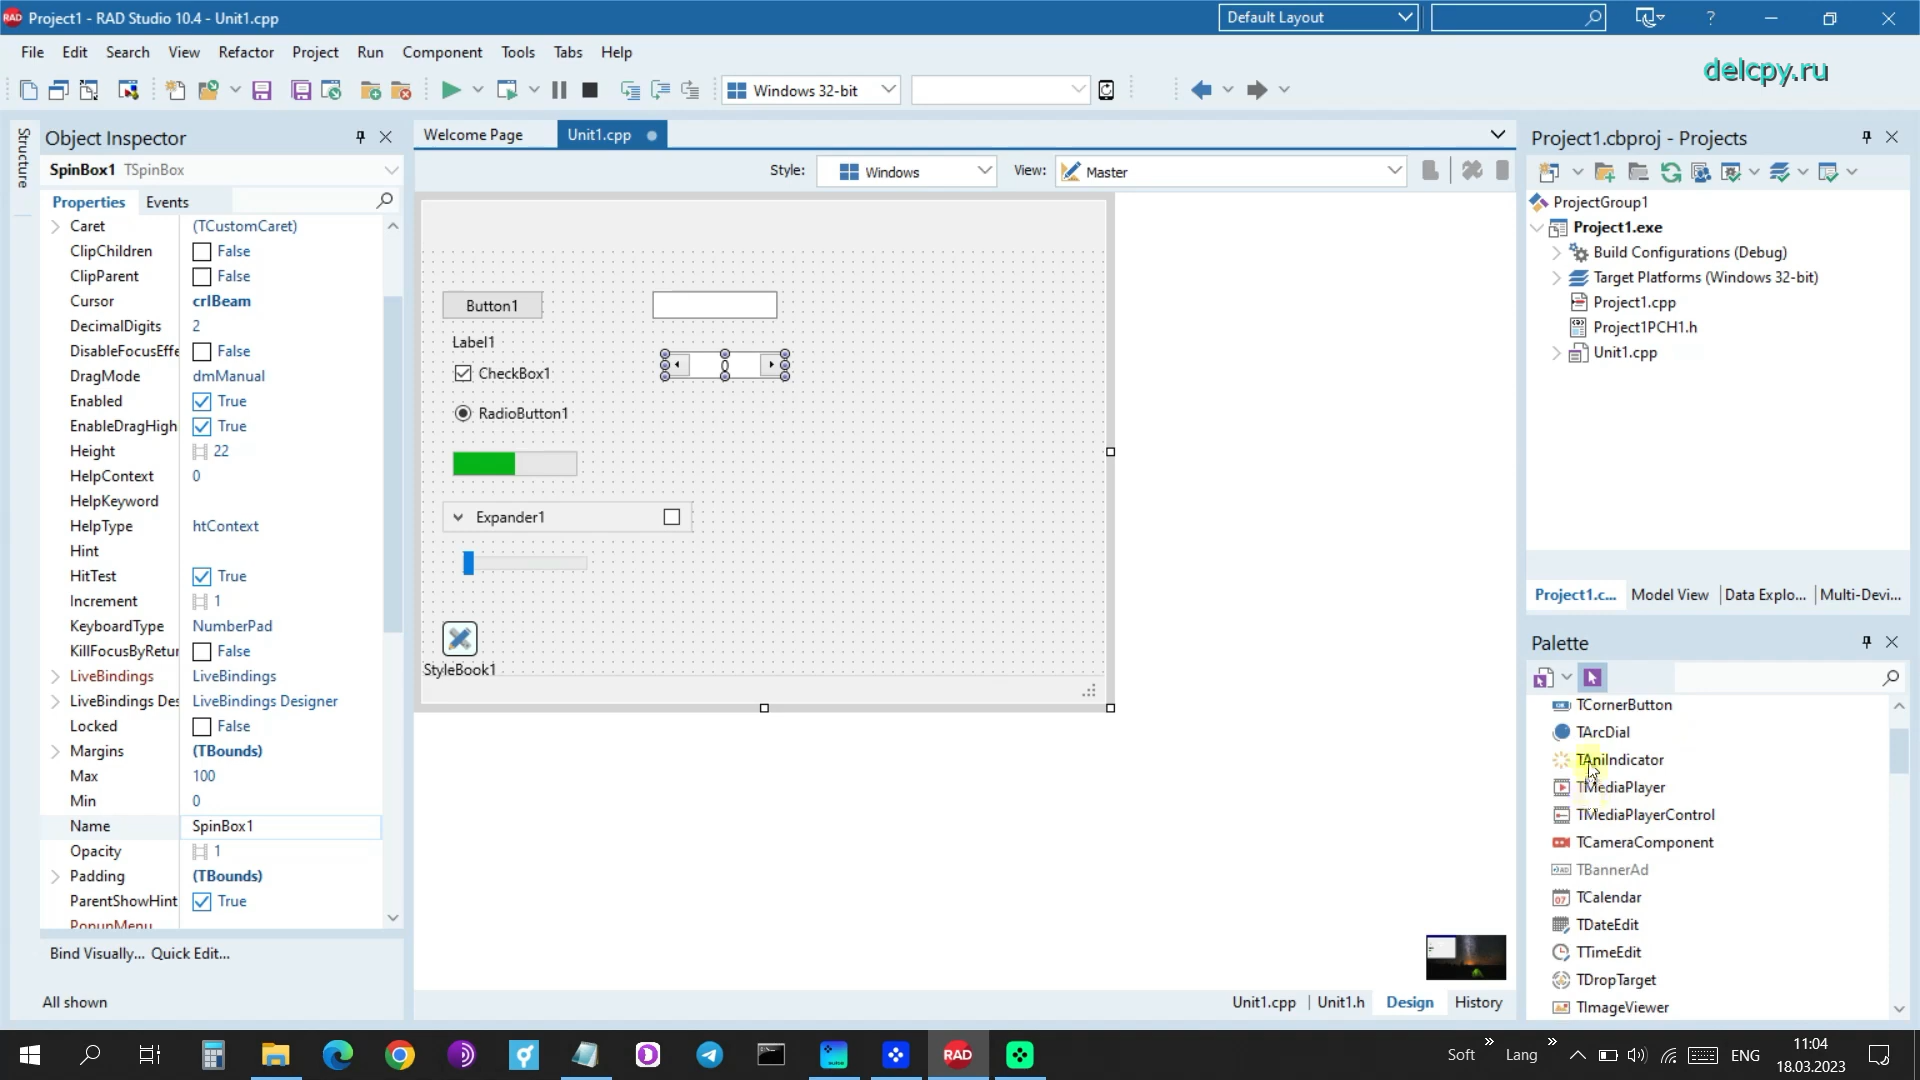 RAD Project1 - RAD Studio 10.4 - Unit1.cpp
Default Layout
?
File Edit Search View Refactor Project Run Component Tools Tabs Help
delcpy.ru
Windows 32-bit
Structure
Object Inspector
SpinBox1 TSpinBox
Properties Events
Caret (TCustomCaret)
ClipChildren False
ClipParent False
Cursor crIBeam
DecimalDigits 2
DisableFocusEffe False
DragMode dmManual
Enabled True
EnableDragHigh True
Height 22
HelpContext 0
HelpKeyword
HelpType htContext
Hint
HitTest True
Increment 1
KeyboardType NumberPad
KillFocusByRetur False
LiveBindings LiveBindings
LiveBindings Des LiveBindings Designer
Locked False
Margins (TBounds)
Max 100
Min 0
Name SpinBox1
Opacity 1
Padding (TBounds)
ParentShowHint True
PopupMenu
Bind Visually... Quick Edit...
All shown
Welcome Page Unit1.cpp
Style: Windows View: Master
Button1
Label1
0
CheckBox1
RadioButton1
Expander1
StyleBook1
Unit1.cpp Unit1.h Design History
Project1.cbproj - Projects
ProjectGroup1
Project1.exe
Build Configurations (Debug)
Target Platforms (Windows 32-bit)
Project1.cpp
Project1PCH1.h
Unit1.cpp
Project1.c... Model View Data Explo... Multi-Devi...
Palette
TCornerButton
TArcDial
TAniIndicator
TMediaPlayer
TMediaPlayerControl
TCameraComponent
TBannerAd
TCalendar
TDateEdit
TTimeEdit
TDropTarget
TImageViewer
RAD
Soft » Lang » ENG
11:04
18.03.2023